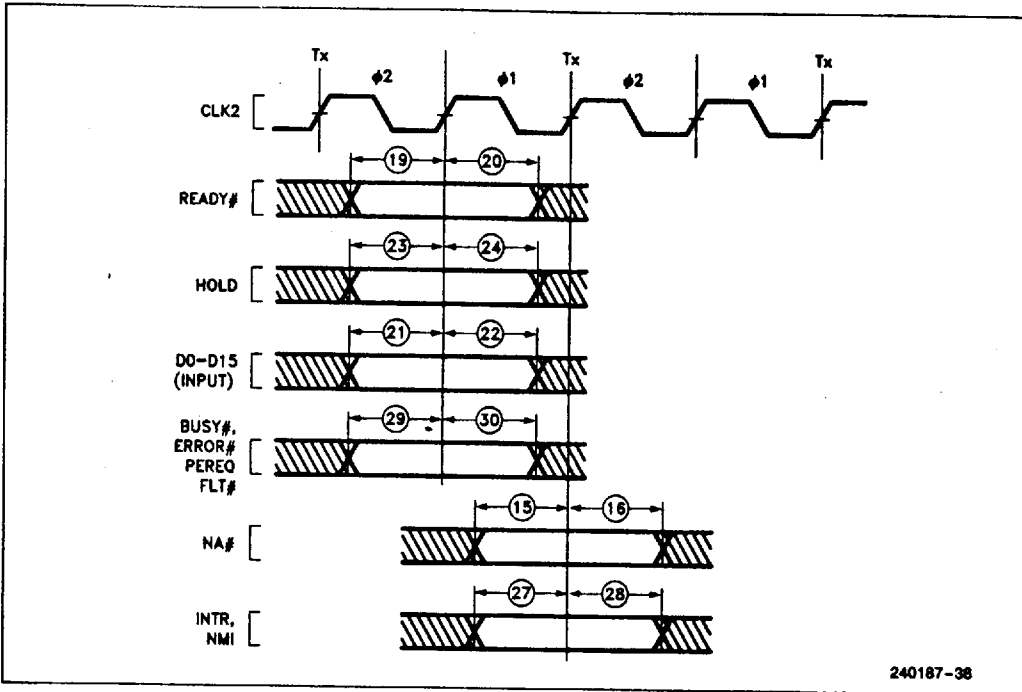 Tx Tx Tx
ϕ2 ϕ1 ϕ2 ϕ1
CLK2
19 20
READY#
23 24
HOLD
21 22
D0-D15
(INPUT)
29 30
BUSY#,
ERROR#
PEREQ
FLT#
15 16
NA#
27 28
INTR,
NMI
240187-38